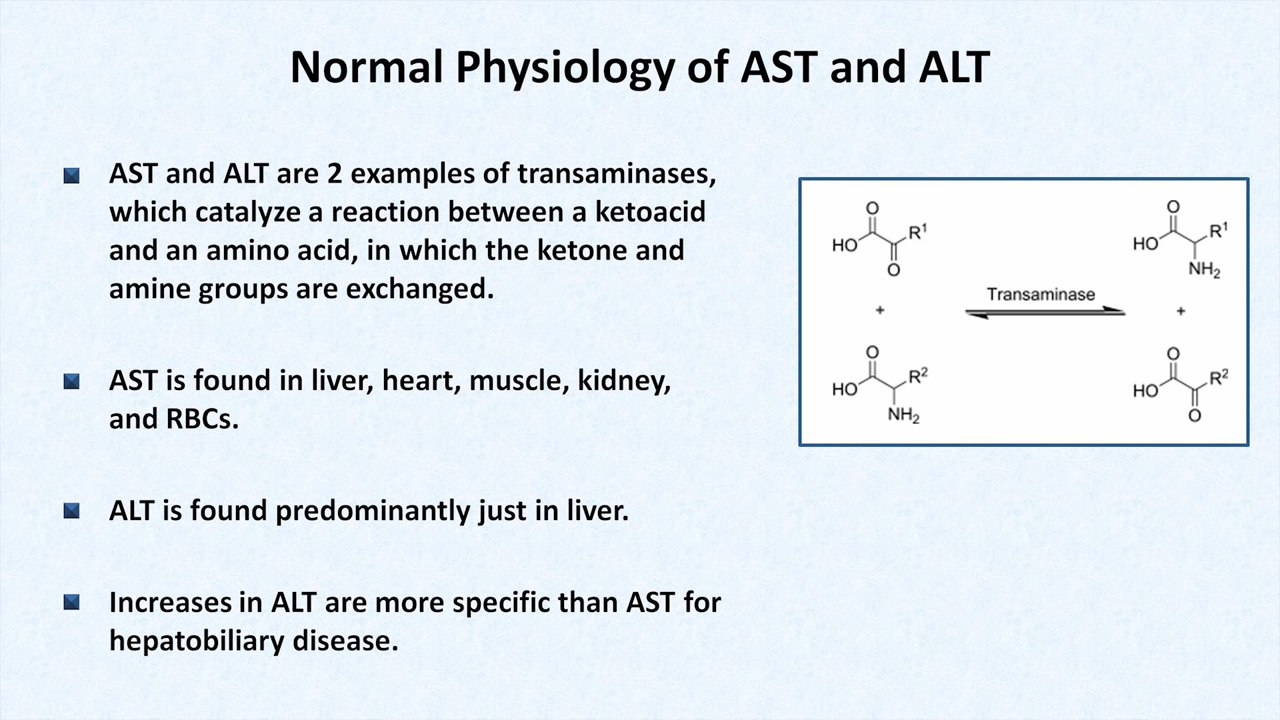 Normal Physiology of AST and ALT
AST and ALT are 2 examples of transaminases,
which catalyze a reaction between a ketoacid
and an amino acid, in which the ketone and
amine groups are exchanged.
AST is found in liver, heart, muscle, kidney,
and RBCs.
ALT is found predominantly just in liver.
Increases in ALT are more specific than AST for
hepatobiliary disease.
O
HO R¹
O
+
O
HO R²
NH₂
Transaminase
O
HO R¹
NH₂
+
O
HO R²
O